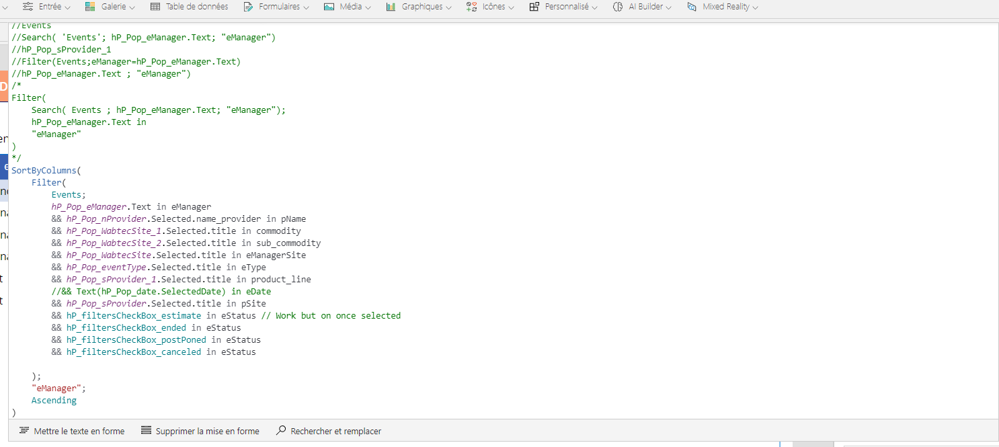 Entrée
Galerie
Table de données
Formulaires
Média
Graphiques
Icônes
Personnalisé
AI Builder
Mixed Reality
//Events
//Search( 'Events'; hP_Pop_eManager.Text; "eManager")
//hP_Pop_sProvider_1
//Filter(Events;eManager=hP_Pop_eManager.Text)
//hP_Pop_eManager.Text ; "eManager")
/*
Filter(
Search( Events ; hP_Pop_eManager.Text; "eManager");
hP_Pop_eManager.Text in
"eManager"
)
*/
SortByColumns(
Filter(
Events;
hP_Pop_eManager.Text in eManager
&& hP_Pop_nProvider.Selected.name_provider in pName
&& hP_Pop_WabtecSite_1.Selected.title in commodity
&& hP_Pop_WabtecSite_2.Selected.title in sub_commodity
&& hP_Pop_WabtecSite.Selected.title in eManagerSite
&& hP_Pop_eventType.Selected.title in eType
&& hP_Pop_sProvider_1.Selected.title in product_line
//&& Text(hP_Pop_date.SelectedDate) in eDate
&& hP_Pop_sProvider.Selected.title in pSite
&& hP_filtersCheckBox_estimate in eStatus // Work but on once selected
&& hP_filtersCheckBox_ended in eStatus
&& hP_filtersCheckBox_postPoned in eStatus
&& hP_filtersCheckBox_canceled in eStatus
);
"eManager";
Ascending
)
Mettre le texte en forme
Supprimer la mise en forme
Rechercher et remplacer